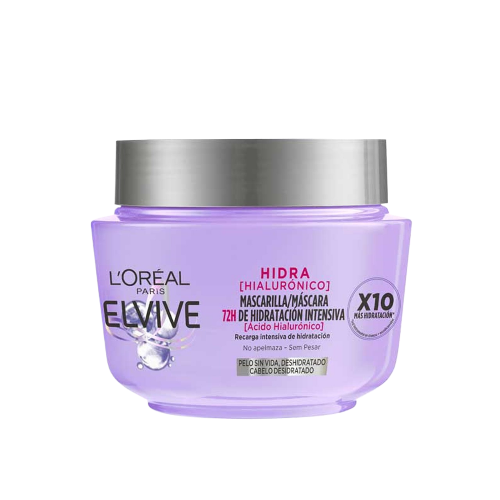 L'ORÉAL
PARIS
ELVIVE
HIDRA
[HIALURÓNICO]
MASCARILLA/MÁSCARA
72H DE HIDRATACIÓN INTENSIVA
[Ácido Hialurónico]
Recarga intensiva de hidratación
No apelmaza - Sem Pesar
PELO SIN VIDA, DESHIDRATADO
CABELO DESIDRATADO
X10
MÁS HIDRATACIÓN*